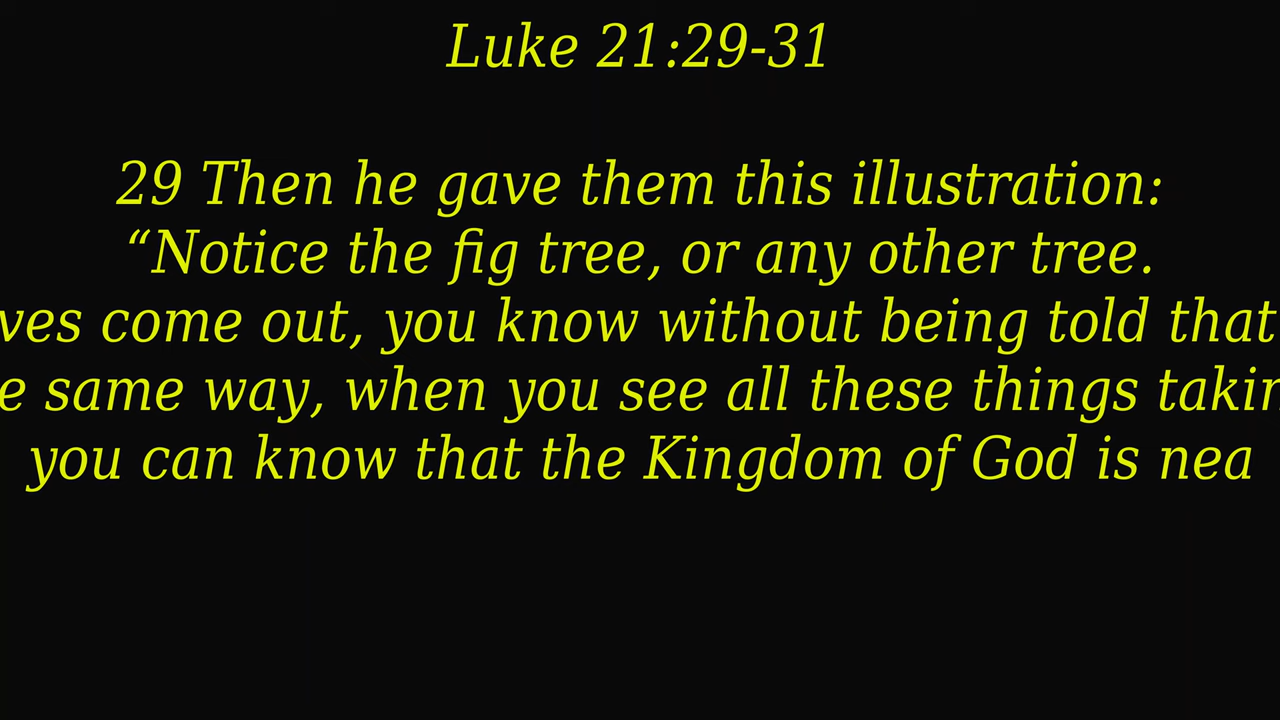 Luke 21:29-31
29 Then he gave them this illustration:
“Notice the fig tree, or any other tree.
ves come out, you know without being told that
e same way, when you see all these things takin
you can know that the Kingdom of God is nea